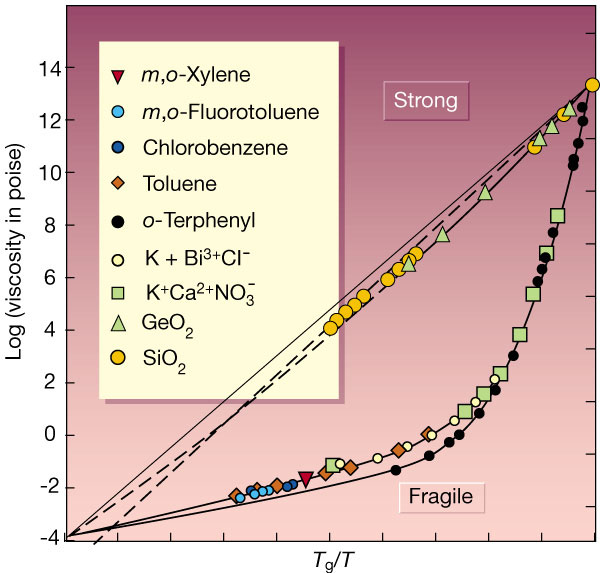 14
12
10
8
6
4
2
0
-2
-4
Log (viscosity in poise)
m,o-Xylene
m,o-Fluorotoluene
Chlorobenzene
Toluene
o-Terphenyl
K + Bi³⁺Cl⁻
K⁺Ca²⁺NO₃⁻
GeO₂
SiO₂
Strong
Fragile
Tg/T